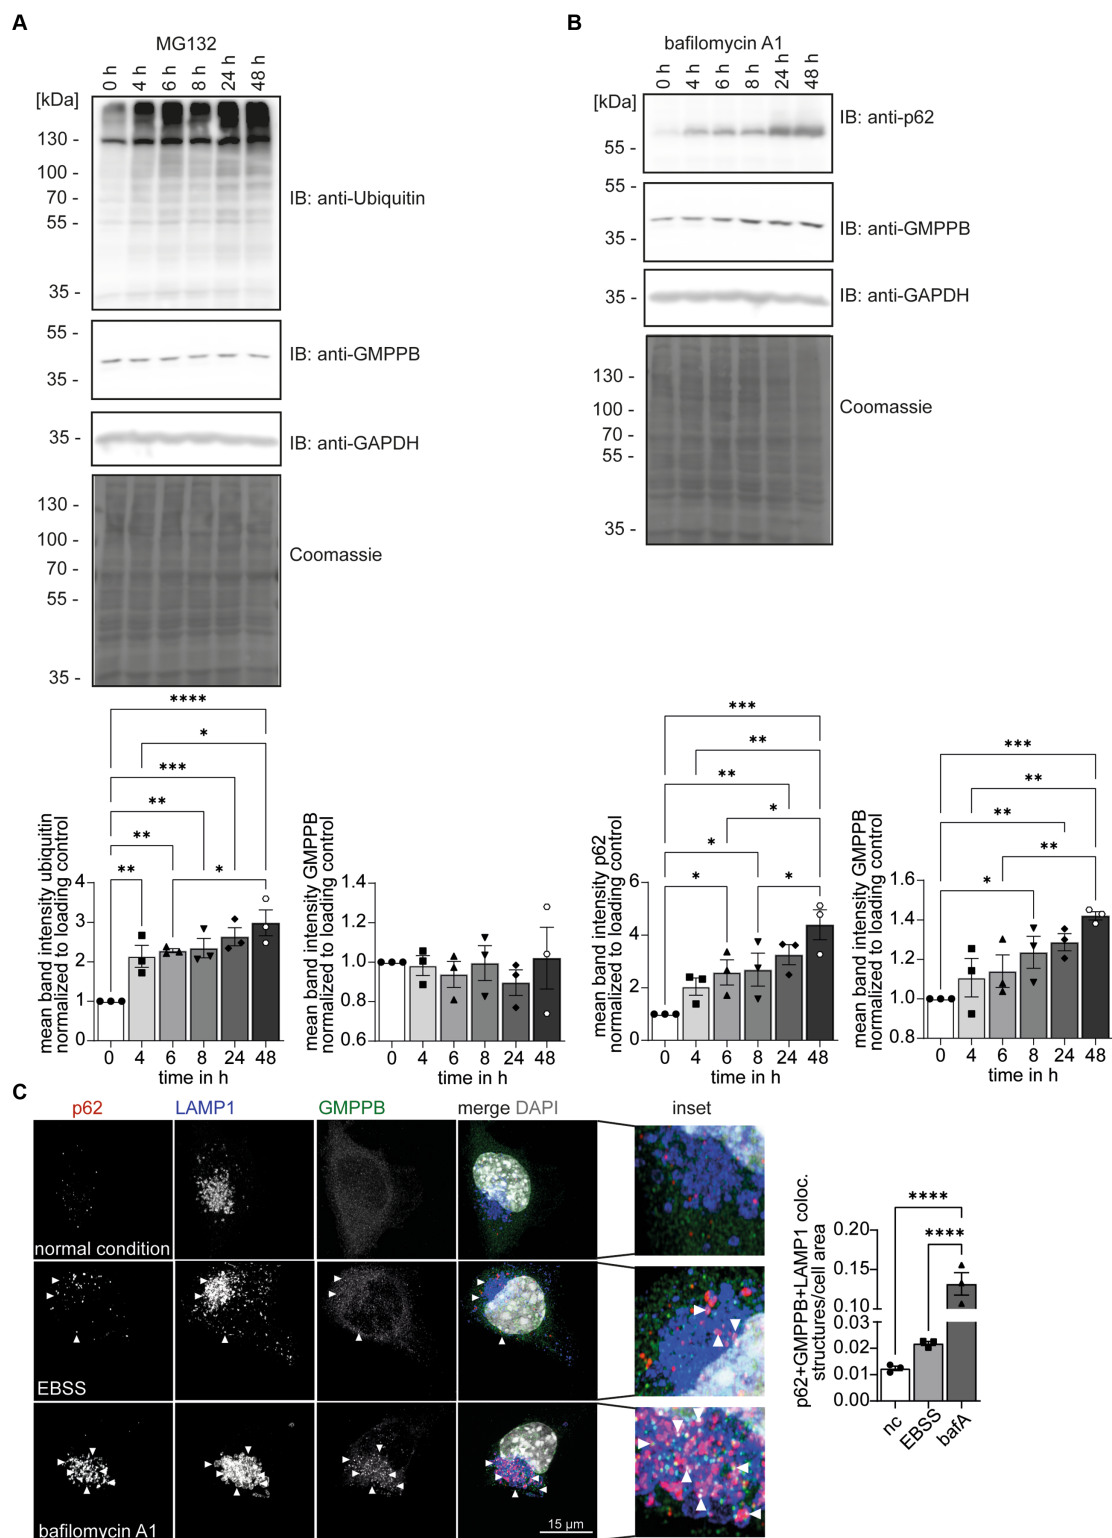 A
MG132
0 h 4 h 6 h 8 h 24 h 48 h
[kDa]
130 -
100 -
70 -
55 -
35 -
IB: anti-Ubiquitin
55 -
35 -
IB: anti-GMPPB
35 -
IB: anti-GAPDH
130 -
100 -
70 -
55 -
35 -
Coomassie
B
bafilomycin A1
0 h 4 h 6 h 8 h 24 h 48 h
[kDa]
55 -
IB: anti-p62
55 -
35 -
IB: anti-GMPPB
35 -
IB: anti-GAPDH
130 -
100 -
70 -
55 -
35 -
Coomassie
****
*
***
**
**
**
*
mean band intensity ubiquitin
normalized to loading control
4
3
2
1
0
0 4 6 8 24 48
time in h
mean band intensity GMPPB
normalized to loading control
1.4
1.2
1.0
0.8
0.6
0 4 6 8 24 48
time in h
***
**
**
*
*
*
*
mean band intensity p62
normalized to loading control
6
4
2
0
0 4 6 8 24 48
time in h
***
**
**
**
*
mean band intensity GMPPB
normalized to loading control
1.6
1.4
1.2
1.0
0.8
0 4 6 8 24 48
time in h
C
p62 LAMP1 GMPPB merge DAPI inset
normal condition
EBSS
bafilomycin A1
15 µm
p62+GMPPB+LAMP1 coloc.
structures/cell area
****
****
0.20
0.15
0.10
0.03
0.02
0.01
0.00
nc EBSS bafA